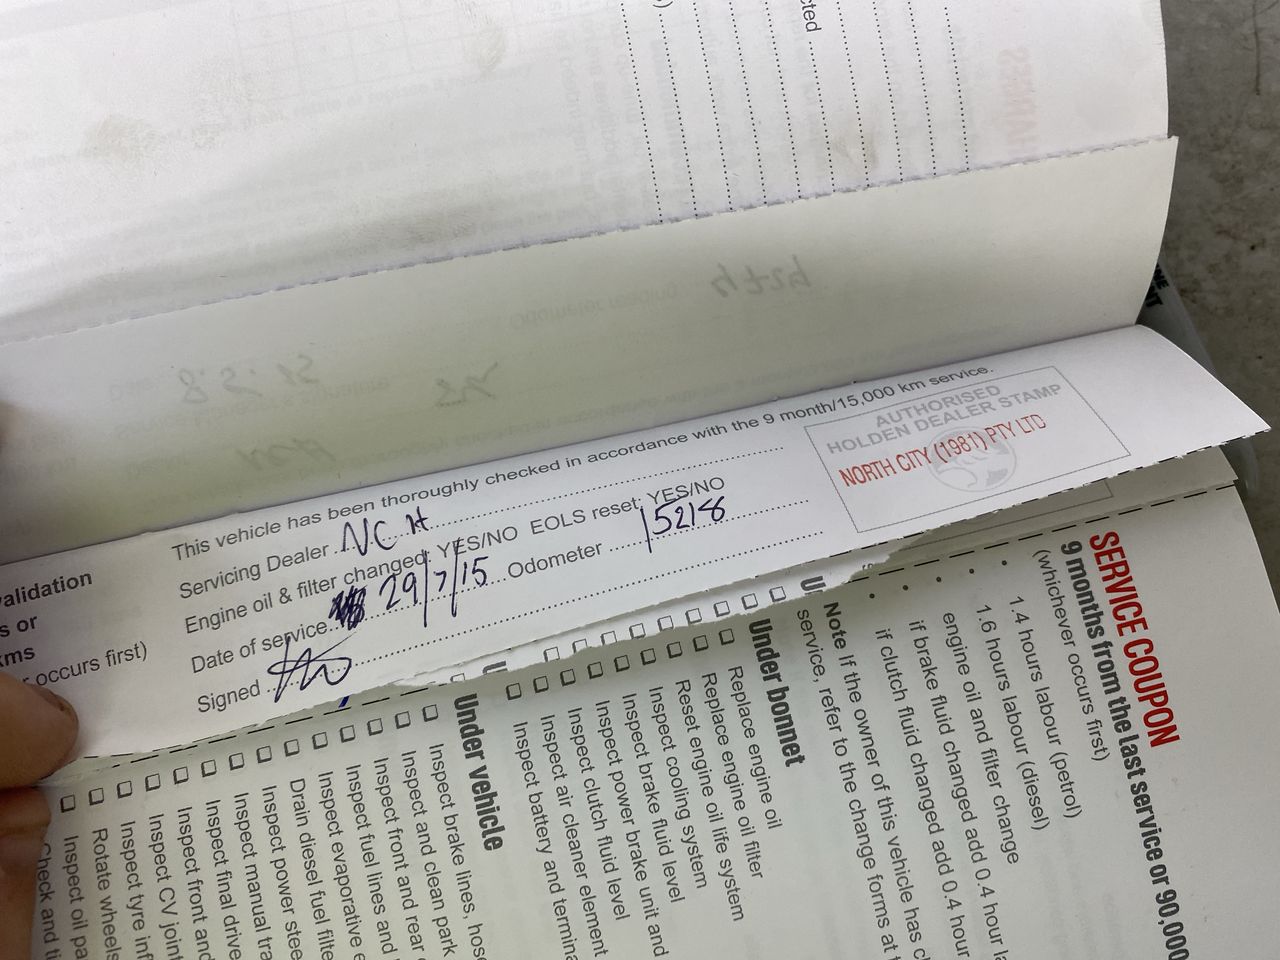 cted
Odometer reading
This vehicle has been thoroughly checked in accordance with the 9 month/15,000 km service.
Servicing Dealer NCH
Engine oil & filter changed: YES/NO EOLS reset: YES/NO
Date of service 29/7/15 Odometer 15218
Signed
AUTHORISED
HOLDEN DEALER STAMP
NORTH CITY (1981) PTY LTD
alidation
s or
kms
occurs first)
SERVICE COUPON
9 months from the last service or 90,000
(whichever occurs first)
• 1.4 hours labour (petrol)
• 1.6 hours labour (diesel)
engine oil and filter change
• if brake fluid changed add 0.4 hour la
• if clutch fluid changed add 0.4 hour
Note If the owner of this vehicle has c
service, refer to the change forms at
Under bonnet
Replace engine oil
Replace engine oil filter
Reset engine oil life system
Inspect cooling system
Inspect brake fluid level
Inspect power brake unit and
Inspect clutch fluid level
Inspect air cleaner element
Inspect battery and termina
Under vehicle
Inspect brake lines, hose
Inspect and clean park
Inspect front and rear
Inspect fuel lines and
Inspect evaporative e
Drain diesel fuel filte
Inspect power stee
Inspect manual tra
Inspect final drive
Inspect front and
Inspect CV joint
Inspect tyre inf
Rotate wheels
Inspect oil pa
Check and ti